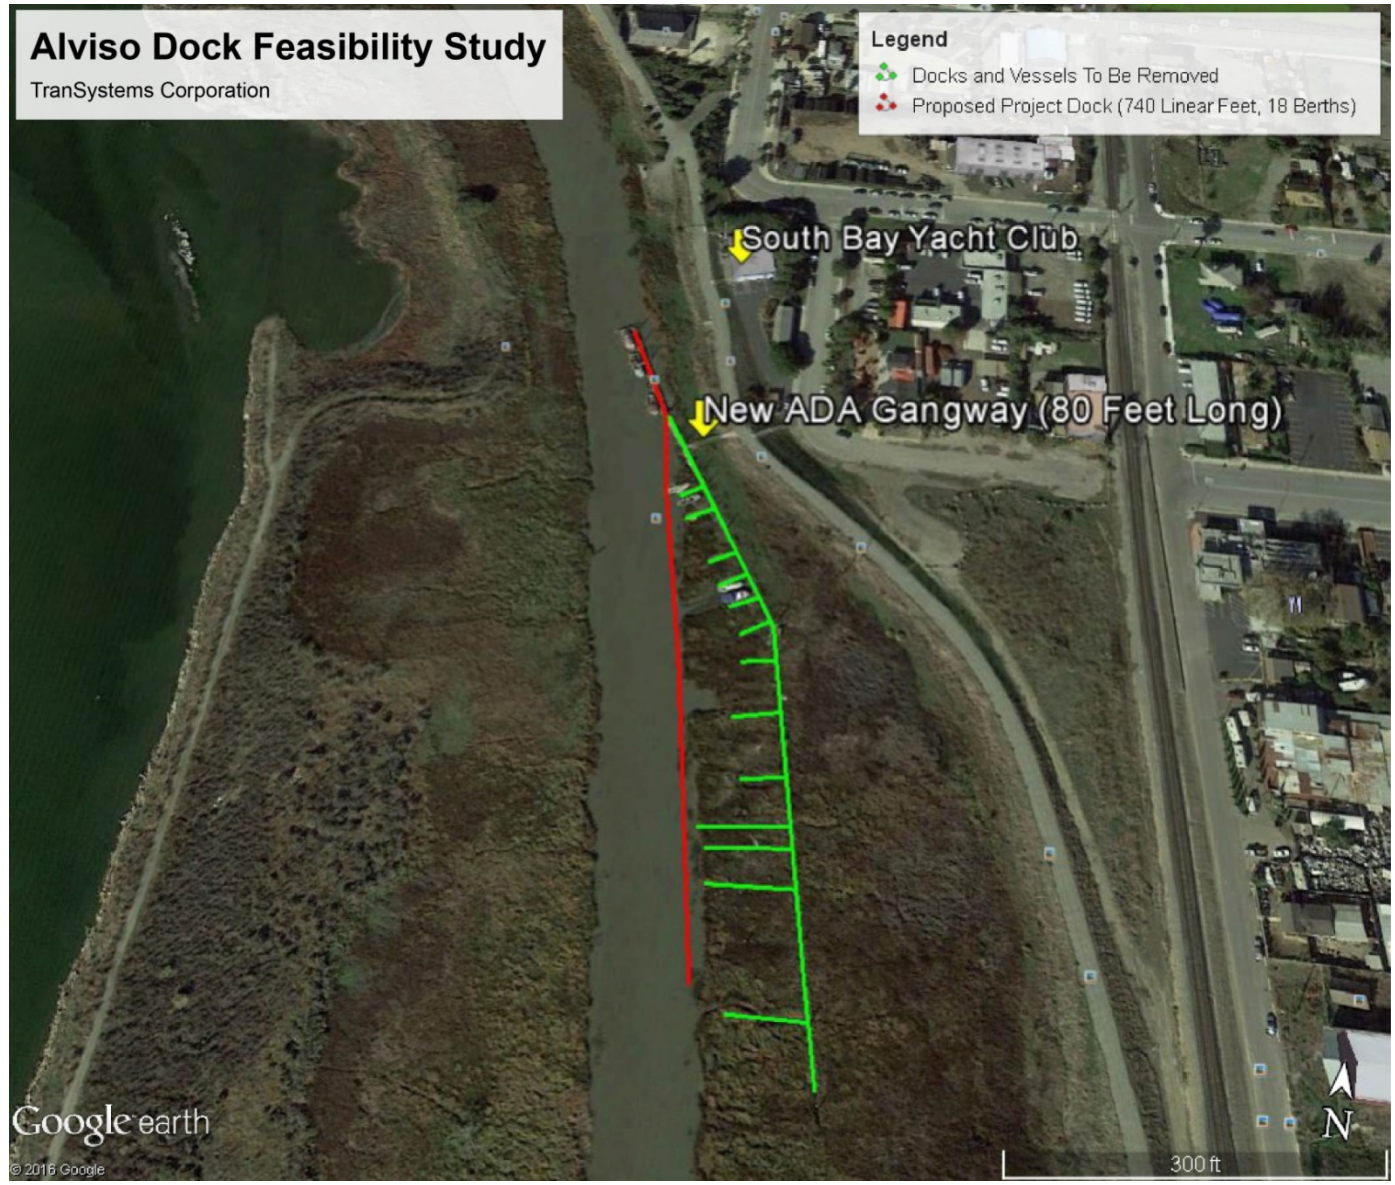 Alviso Dock Feasibility Study
TranSystems Corporation
Legend
Docks and Vessels To Be Removed
Proposed Project Dock (740 Linear Feet, 18 Berths)
South Bay Yacht Club
New ADA Gangway (80 Feet Long)
Google earth
© 2016 Google
N
300 ft